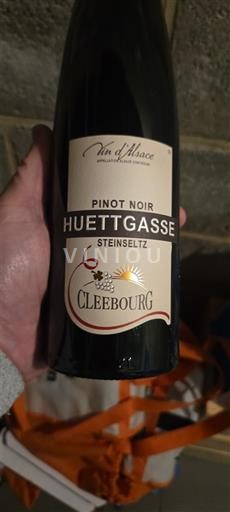 Vin d'Alsace
APPELLATION ALSACE CONTRÔLÉE
PINOT NOIR
HUETTGASSE
STEINSELTZ
VINIOU
CLEEBOURG